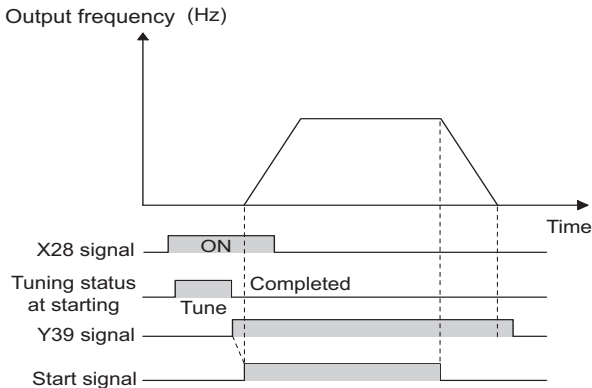 Output frequency (Hz)
Time
X28 signal
ON
Tuning status
at starting
Tune
Completed
Y39 signal
Start signal